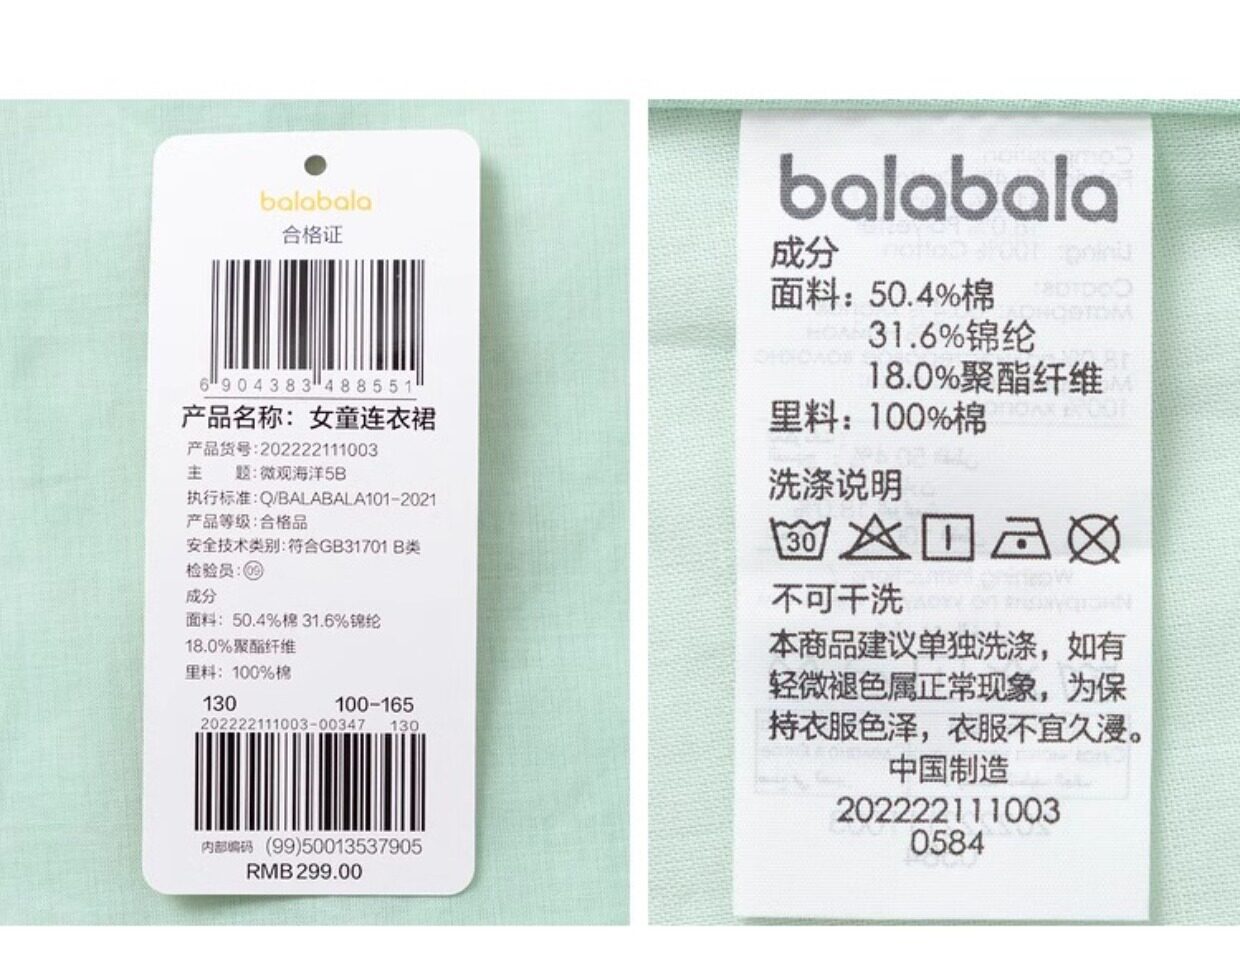 balabala
合格证
6 904383 488551
产品名称：女童连衣裙
产品货号:202222111003
主 题:微观海洋5B
执行标准:Q/BALABALA101-2021
产品等级:合格品
安全技术类别:符合GB31701 B类
检验员:09
成分
面料：50.4%棉 31.6%锦纶
18.0%聚酯纤维
里料：100%棉
130 100-165
202222111003-00347 130
内部编码 (99)50013537905
RMB299.00
balabala
成分
面料：50.4%棉
31.6%锦纶
18.0%聚酯纤维
里料：100%棉
洗涤说明
30
不可干洗
本商品建议单独洗涤，如有
轻微褪色属正常现象，为保
持衣服色泽，衣服不宜久浸。
中国制造
202222111003
0584